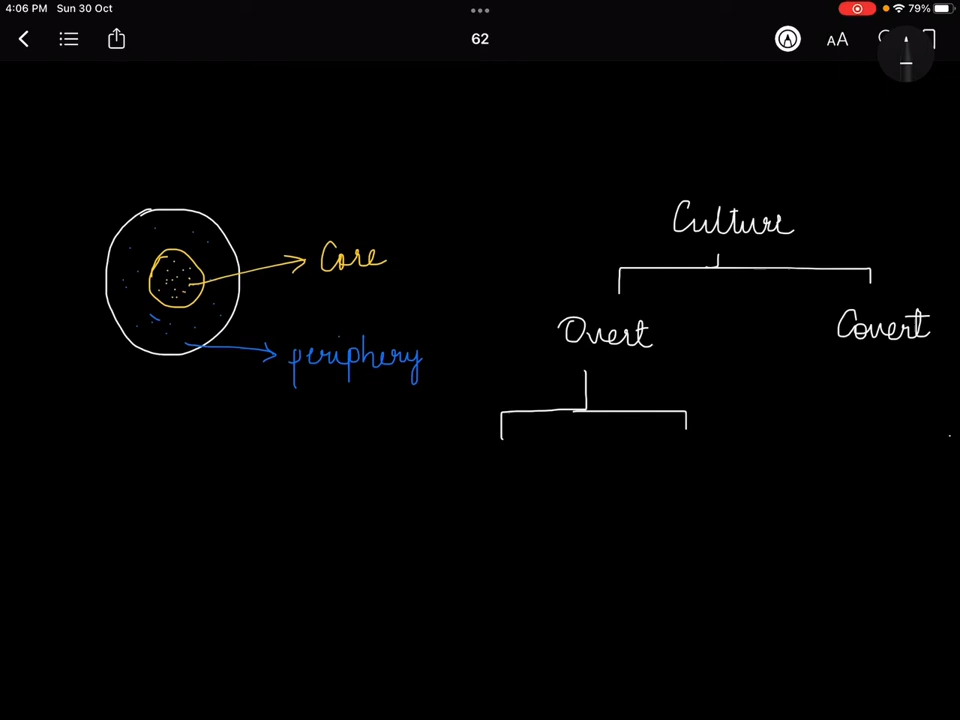 4:06 PM Sun 30 Oct
79%
62
AA
Culture
Core
Overt
Covert
periphery